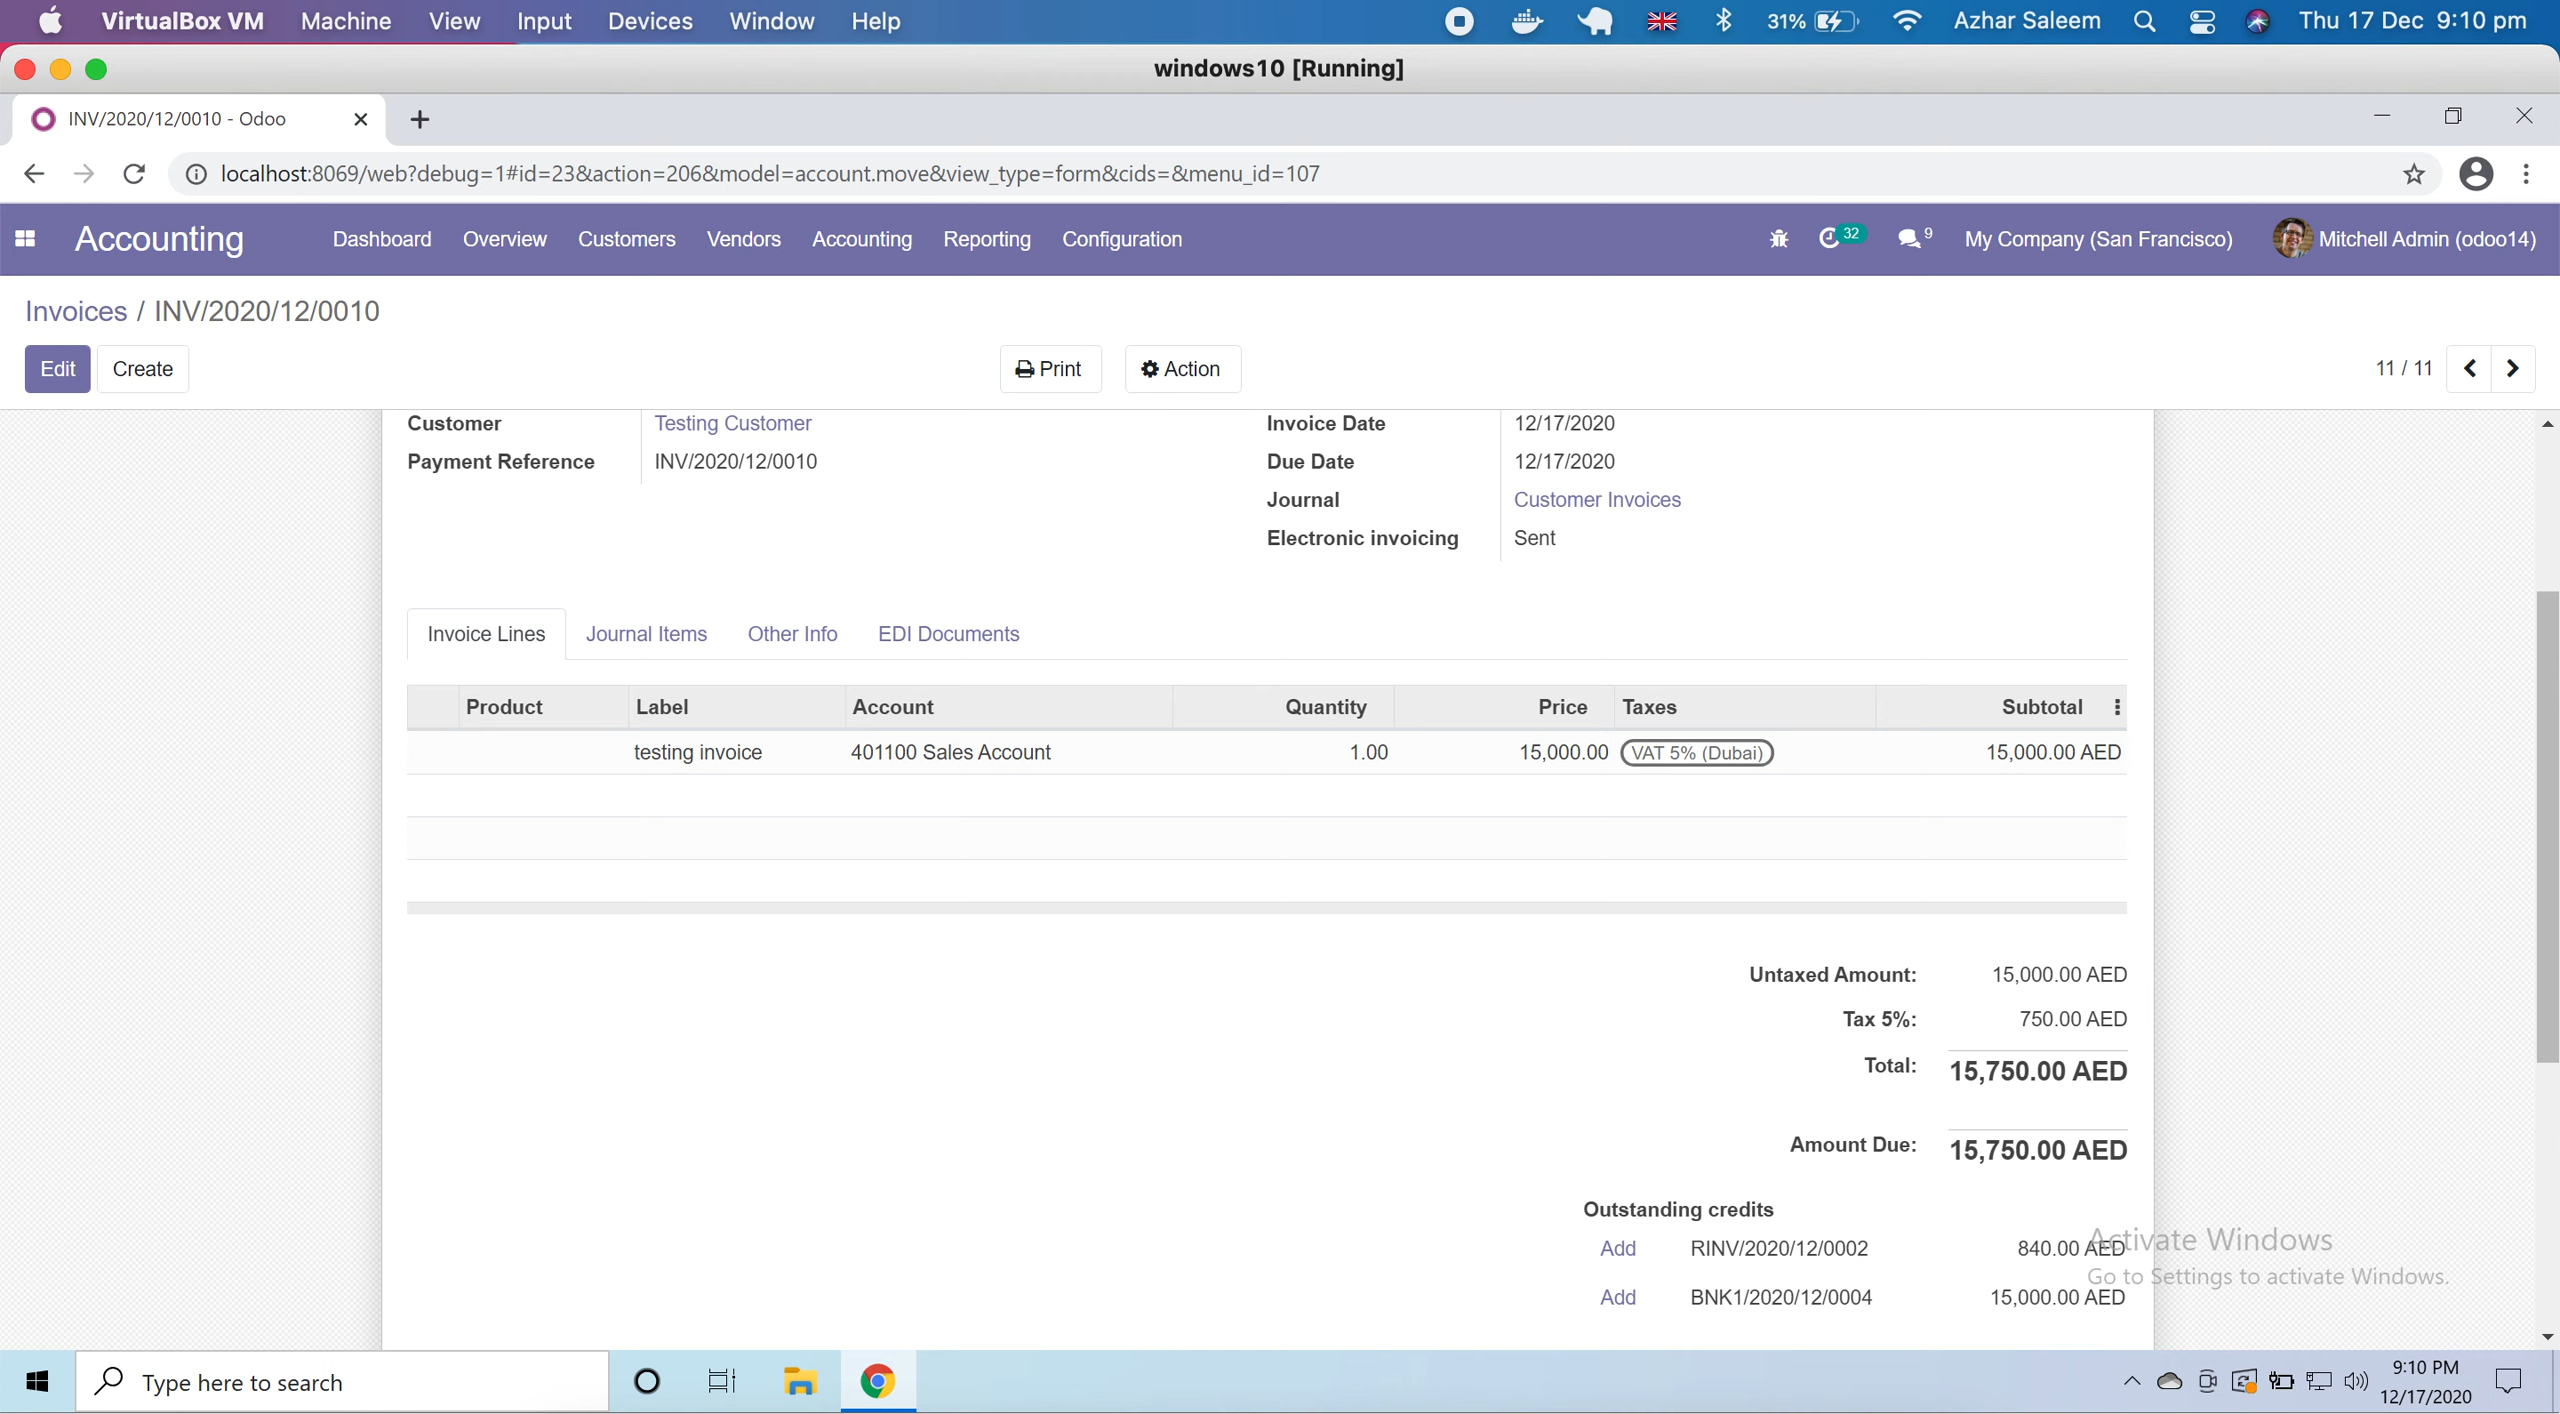 VirtualBox VM Machine View Input Devices Window Help 31% Azhar Saleem Thu 17 Dec 9:10 pm
windows10 [Running]
INV/2020/12/0010 - Odoo
localhost:8069/web?debug=1#id=23&action=206&model=account.move&view_type=form&cids=&menu_id=107
Accounting Dashboard Overview Customers Vendors Accounting Reporting Configuration 32 9 My Company (San Francisco) Mitchell Admin (odoo14)
Invoices / INV/2020/12/0010
Edit Create Print Action 11 / 11
Customer Testing Customer Invoice Date 12/17/2020
Payment Reference INV/2020/12/0010 Due Date 12/17/2020
Journal Customer Invoices
Electronic invoicing Sent
Invoice Lines Journal Items Other Info EDI Documents
Product Label Account Quantity Price Taxes Subtotal
testing invoice 401100 Sales Account 1.00 15,000.00 VAT 5% (Dubai) 15,000.00 AED
Untaxed Amount: 15,000.00 AED
Tax 5%: 750.00 AED
Total: 15,750.00 AED
Amount Due: 15,750.00 AED
Outstanding credits
Add RINV/2020/12/0002 840.00 AED
Activate Windows
Go to Settings to activate Windows.
Add BNK1/2020/12/0004 15,000.00 AED
Type here to search 9:10 PM
12/17/2020